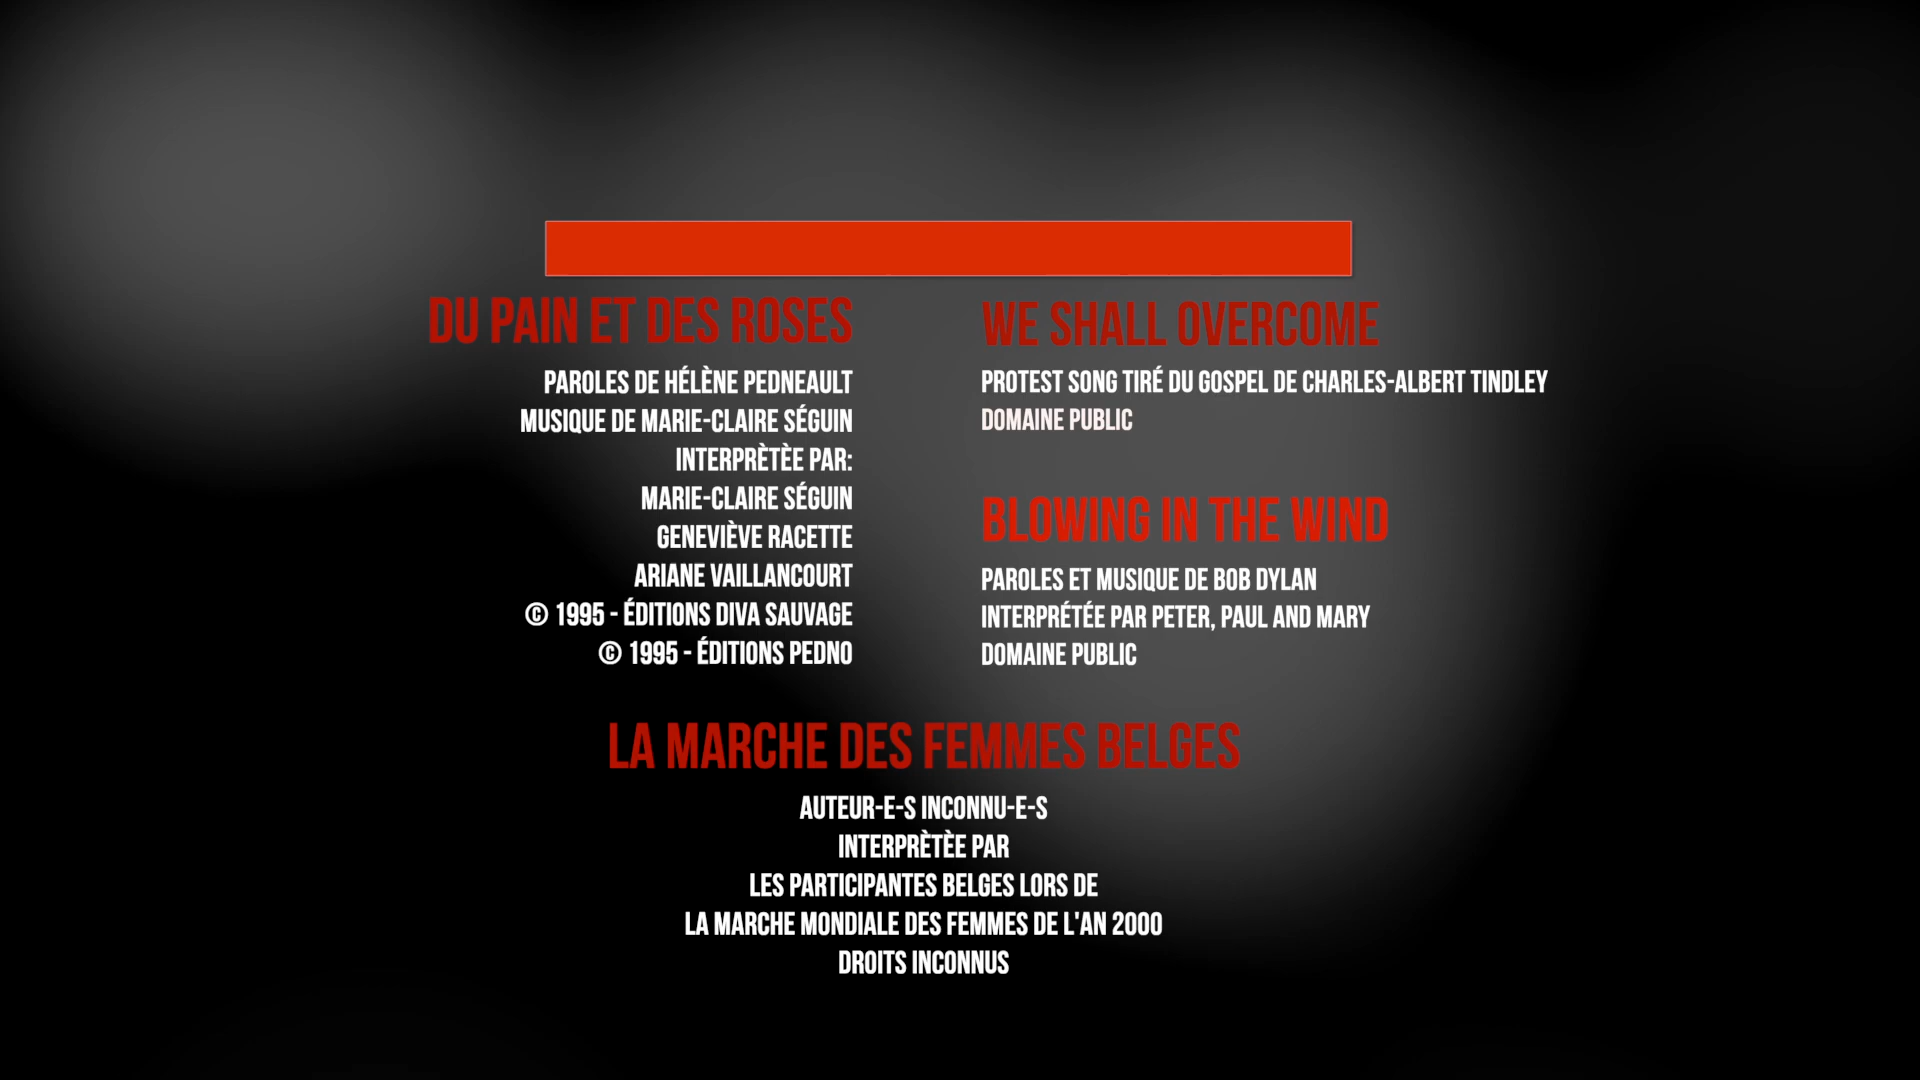 DU PAIN ET DES ROSES
PAROLES DE HÉLÈNE PEDNEAULT
MUSIQUE DE MARIE-CLAIRE SÉGUIN
INTERPRÈTÈE PAR:
MARIE-CLAIRE SÉGUIN
GENEVIÈVE RACETTE
ARIANE VAILLANCOURT
© 1995 - ÉDITIONS DIVA SAUVAGE
© 1995 - ÉDITIONS PEDNO
WE SHALL OVERCOME
PROTEST SONG TIRÉ DU GOSPEL DE CHARLES-ALBERT TINDLEY
DOMAINE PUBLIC
BLOWING IN THE WIND
PAROLES ET MUSIQUE DE BOB DYLAN
INTERPRÉTÉE PAR PETER, PAUL AND MARY
DOMAINE PUBLIC
LA MARCHE DES FEMMES BELGES
AUTEUR-E-S INCONNU-E-S
INTERPRÈTÈE PAR
LES PARTICIPANTES BELGES LORS DE
LA MARCHE MONDIALE DES FEMMES DE L'AN 2000
DROITS INCONNUS